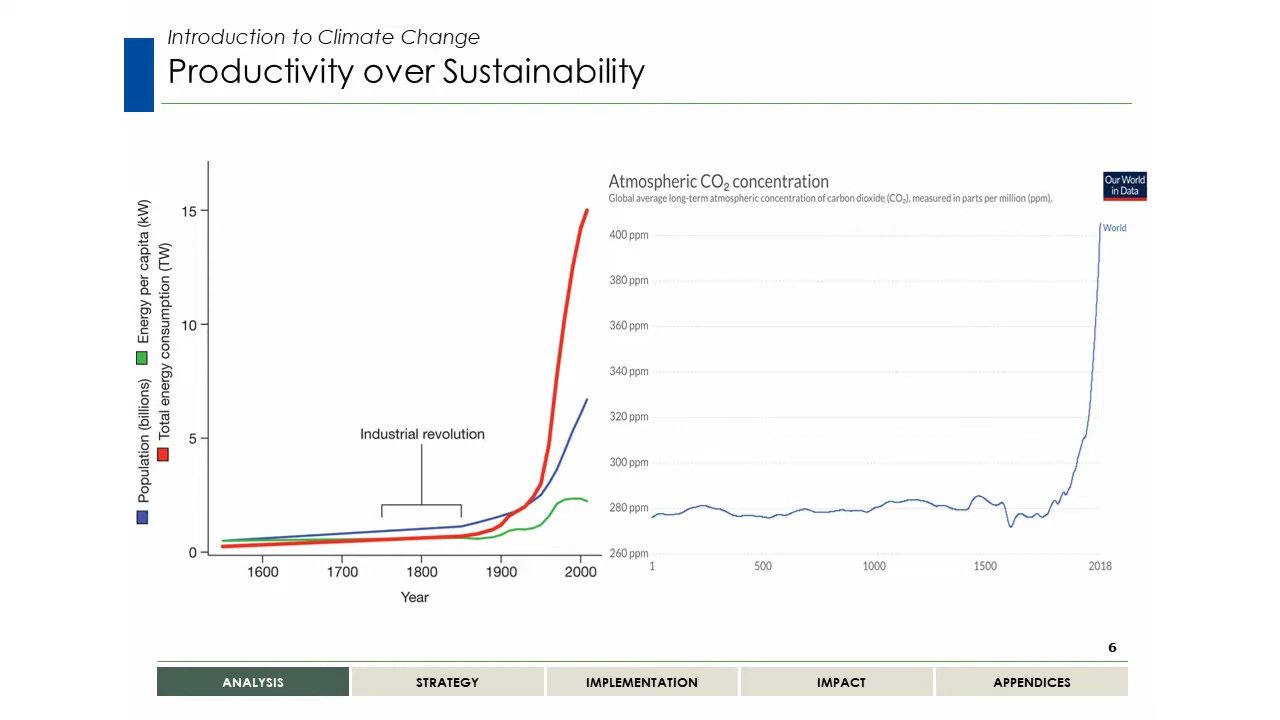 Introduction to Climate Change
Productivity over Sustainability
Population (billions) Energy per capita (kW)
Total energy consumption (TW)
15
10
5
0
Industrial revolution
1600 1700 1800 1900 2000
Year
Atmospheric CO₂ concentration
Global average long-term atmospheric concentration of carbon dioxide (CO₂), measured in parts per million (ppm).
Our World
in Data
400 ppm
World
380 ppm
360 ppm
340 ppm
320 ppm
300 ppm
280 ppm
260 ppm
1 500 1000 1500 2018
6
ANALYSIS STRATEGY IMPLEMENTATION IMPACT APPENDICES